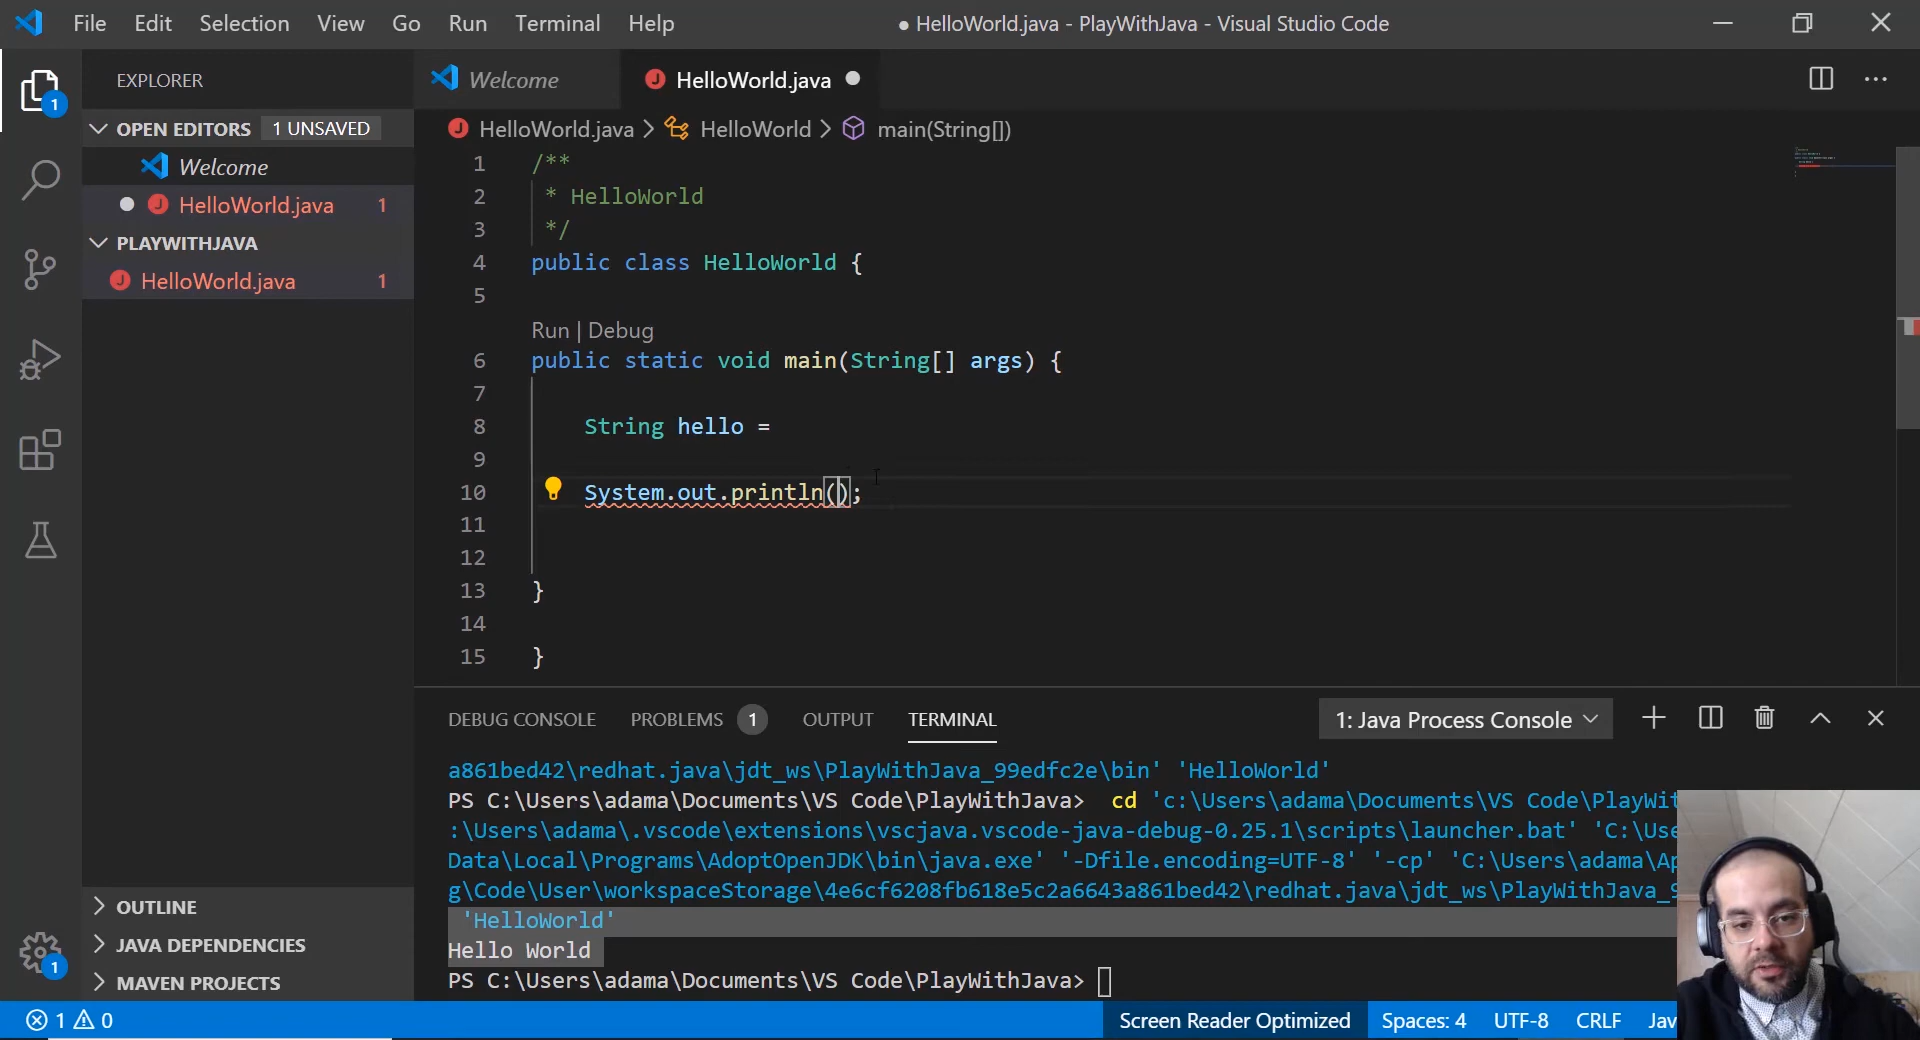 File Edit Selection View Go Run Terminal Help
● HelloWorld.java - PlayWithJava - Visual Studio Code
EXPLORER
OPEN EDITORS 1 UNSAVED
Welcome
HelloWorld.java 1
PLAYWITHJAVA
HelloWorld.java 1
OUTLINE
JAVA DEPENDENCIES
MAVEN PROJECTS
1
1
Welcome HelloWorld.java
HelloWorld.java > HelloWorld > main(String[])
1 /**
2 * HelloWorld
3 */
4 public class HelloWorld {
5
Run | Debug
6 public static void main(String[] args) {
7
8 String hello =
9
10 System.out.println();
11
12
13 }
14
15 }
DEBUG CONSOLE PROBLEMS 1 OUTPUT TERMINAL 1: Java Process Console
a861bed42\redhat.java\jdt_ws\PlayWithJava_99edfc2e\bin' 'HelloWorld'
PS C:\Users\adama\Documents\VS Code\PlayWithJava> cd 'c:\Users\adama\Documents\VS Code\PlayWit
:\Users\adama\.vscode\extensions\vscjava.vscode-java-debug-0.25.1\scripts\launcher.bat' 'C:\Use
Data\Local\Programs\AdoptOpenJDK\bin\java.exe' '-Dfile.encoding=UTF-8' '-cp' 'C:\Users\adama\Ap
g\Code\User\workspaceStorage\4e6cf6208fb618e5c2a6643a861bed42\redhat.java\jdt_ws\PlayWithJava_9
'HelloWorld'
Hello World
PS C:\Users\adama\Documents\VS Code\PlayWithJava>
1 0 Screen Reader Optimized Spaces: 4 UTF-8 CRLF Jav